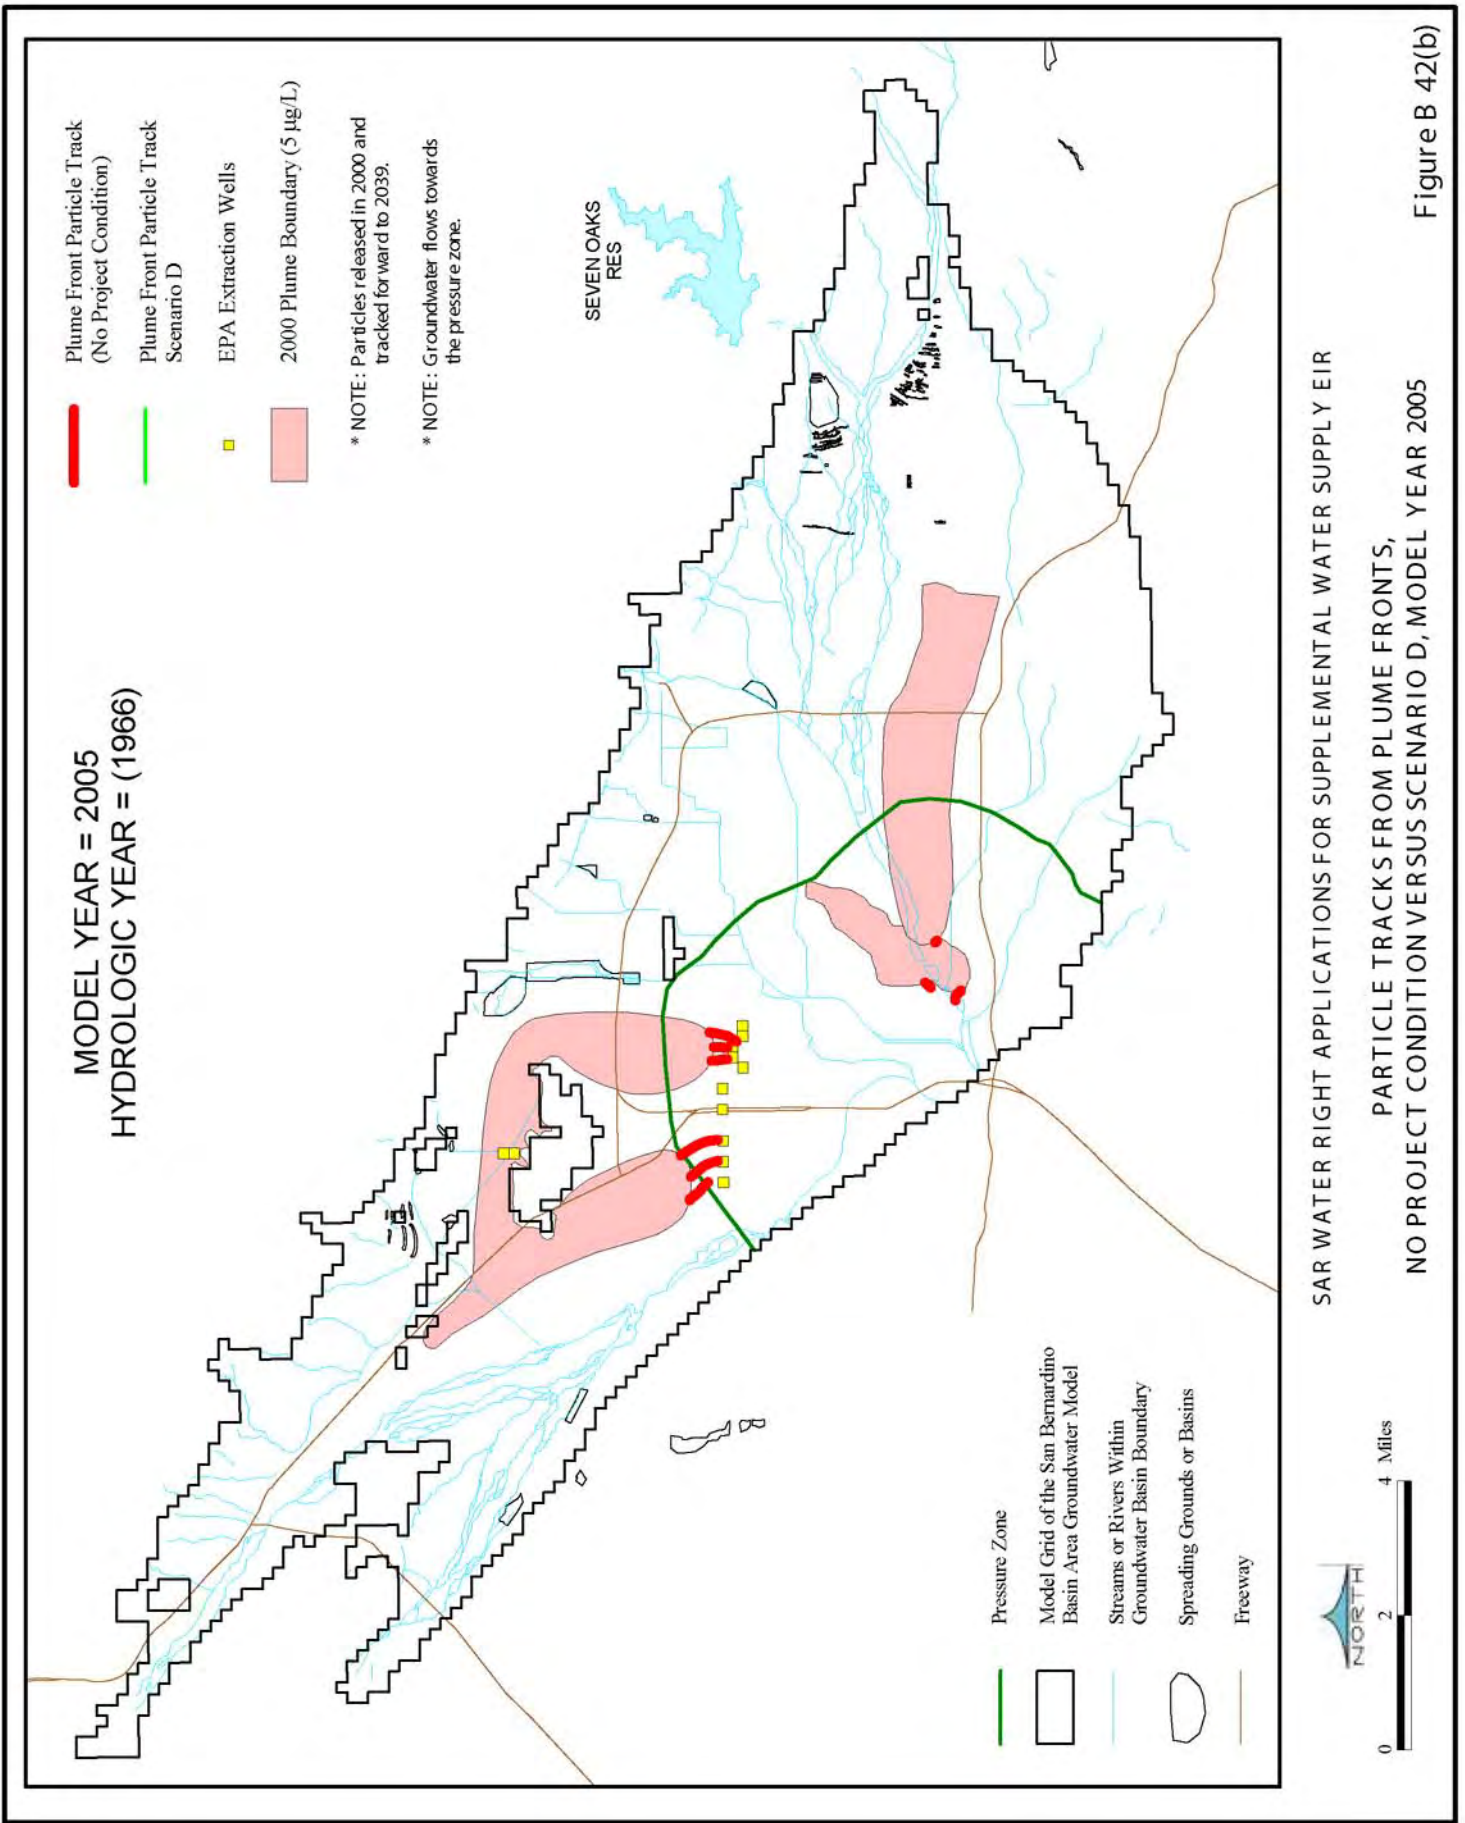 MODEL YEAR = 2005
HYDROLOGIC YEAR = (1966)
Plume Front Particle Track
(No Project Condition)
Plume Front Particle Track
Scenario D
EPA Extraction Wells
2000 Plume Boundary (5 µg/L)
* NOTE: Particles released in 2000 and
tracked forward to 2039.
* NOTE: Groundwater flows towards
the pressure zone.
SEVEN OAKS
RES
Pressure Zone
Model Grid of the San Bernardino
Basin Area Groundwater Model
Streams or Rivers Within
Groundwater Basin Boundary
Spreading Grounds or Basins
Freeway
NORTH
0 2 4 Miles
SAR WATER RIGHT APPLICATIONS FOR SUPPLEMENTAL WATER SUPPLY EIR
PARTICLE TRACKS FROM PLUME FRONTS,
NO PROJECT CONDITION VERSUS SCENARIO D, MODEL YEAR 2005
Figure B 42(b)